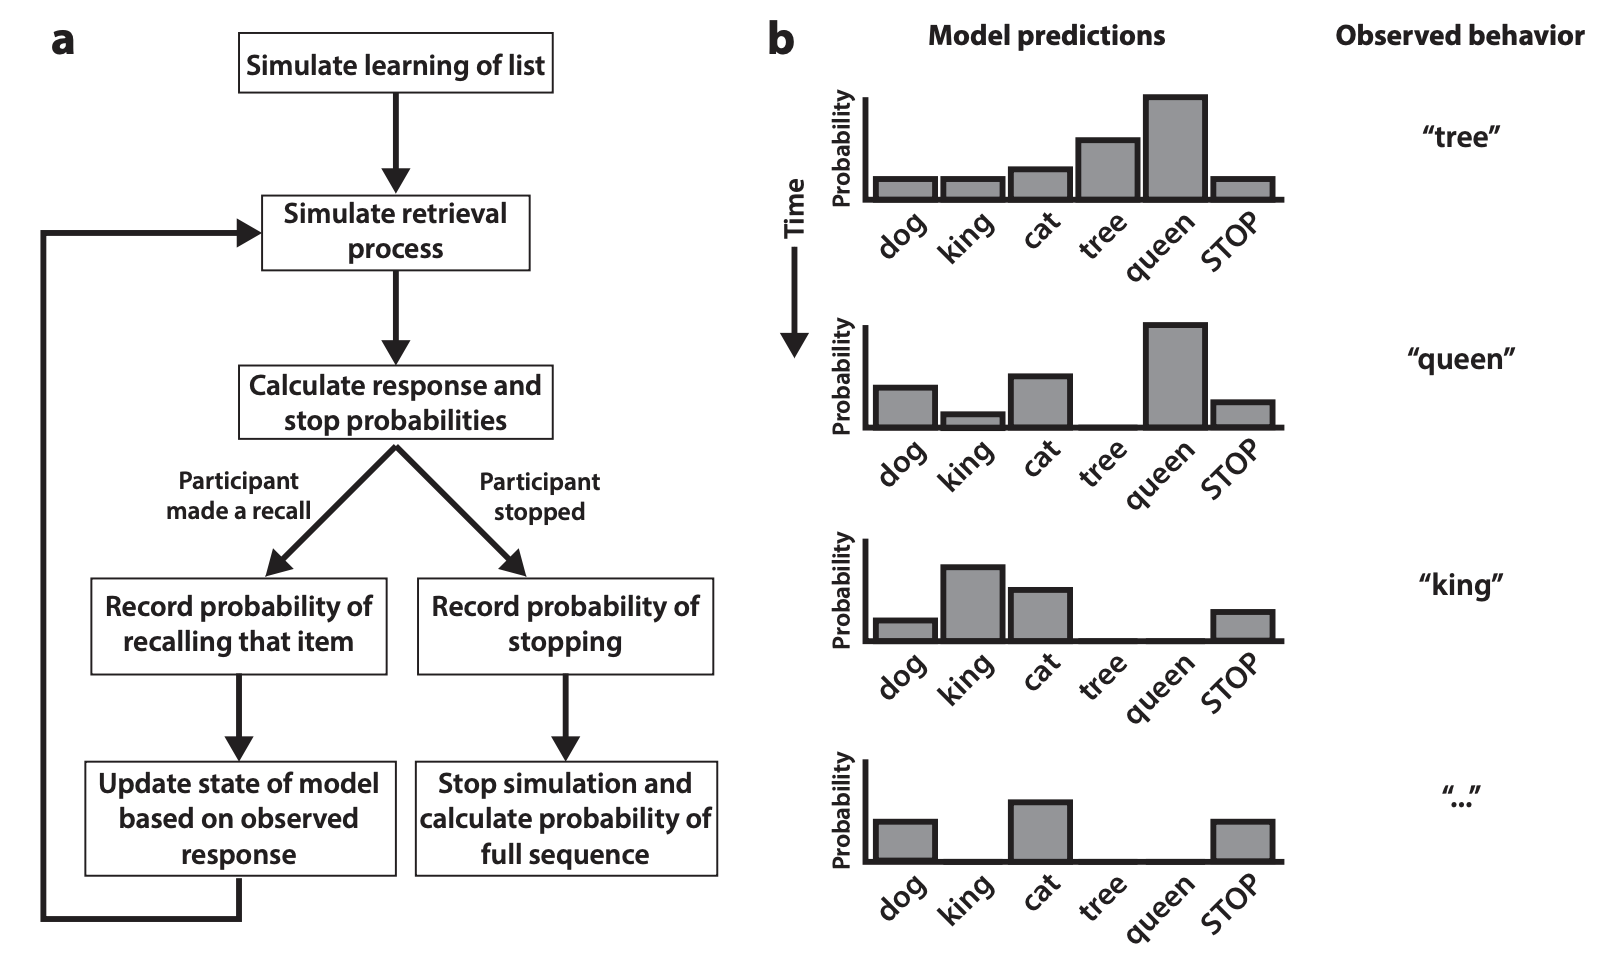 a
Simulate learning of list
Simulate retrieval
process
Calculate response and
stop probabilities
Participant
made a recall
Participant
stopped
Record probability of
recalling that item
Record probability of
stopping
Update state of model
based on observed
response
Stop simulation and
calculate probability of
full sequence
b
Model predictions
Observed behavior
Time
Probability
dog
king
cat
tree
queen
STOP
“tree”
Probability
dog
king
cat
tree
queen
STOP
“queen”
Probability
dog
king
cat
tree
queen
STOP
“king”
Probability
dog
king
cat
tree
queen
STOP
“...”